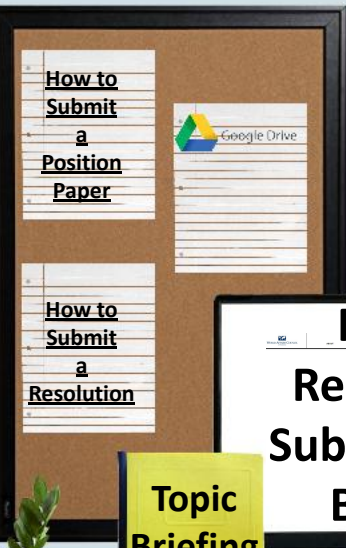 How to
Submit
a
Position
Paper
Google Drive
How to
Submit
a
Resolution
Re
Sub
Topic
Briefing